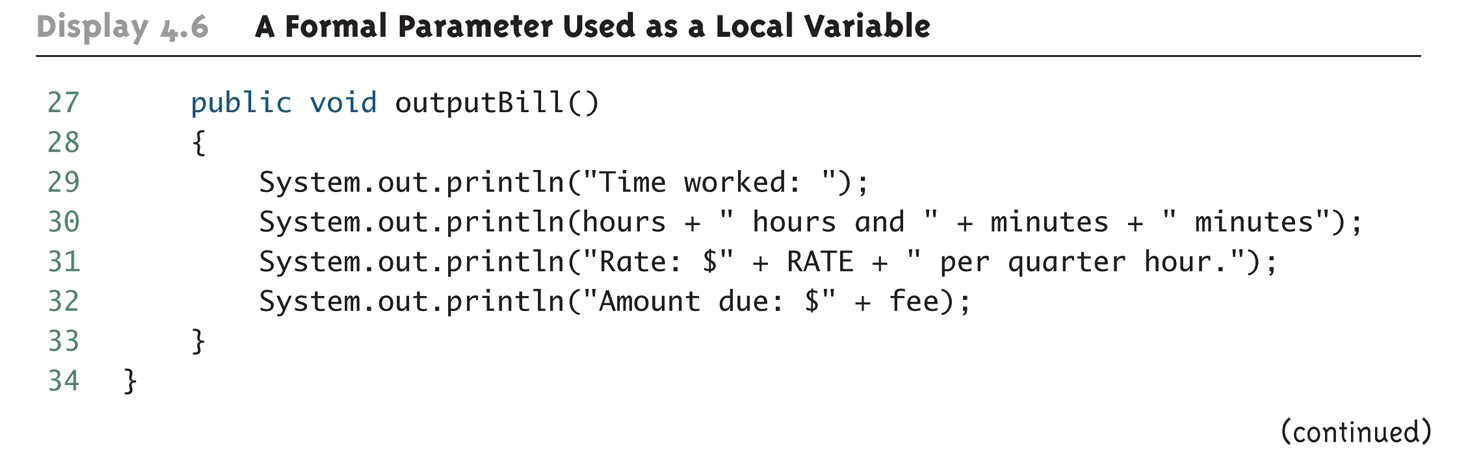 Display 4.6 A Formal Parameter Used as a Local Variable
27 public void outputBill()
28 {
29 System.out.println("Time worked: ");
30 System.out.println(hours + " hours and " + minutes + " minutes");
31 System.out.println("Rate: $" + RATE + " per quarter hour.");
32 System.out.println("Amount due: $" + fee);
33 }
34 }
(continued)